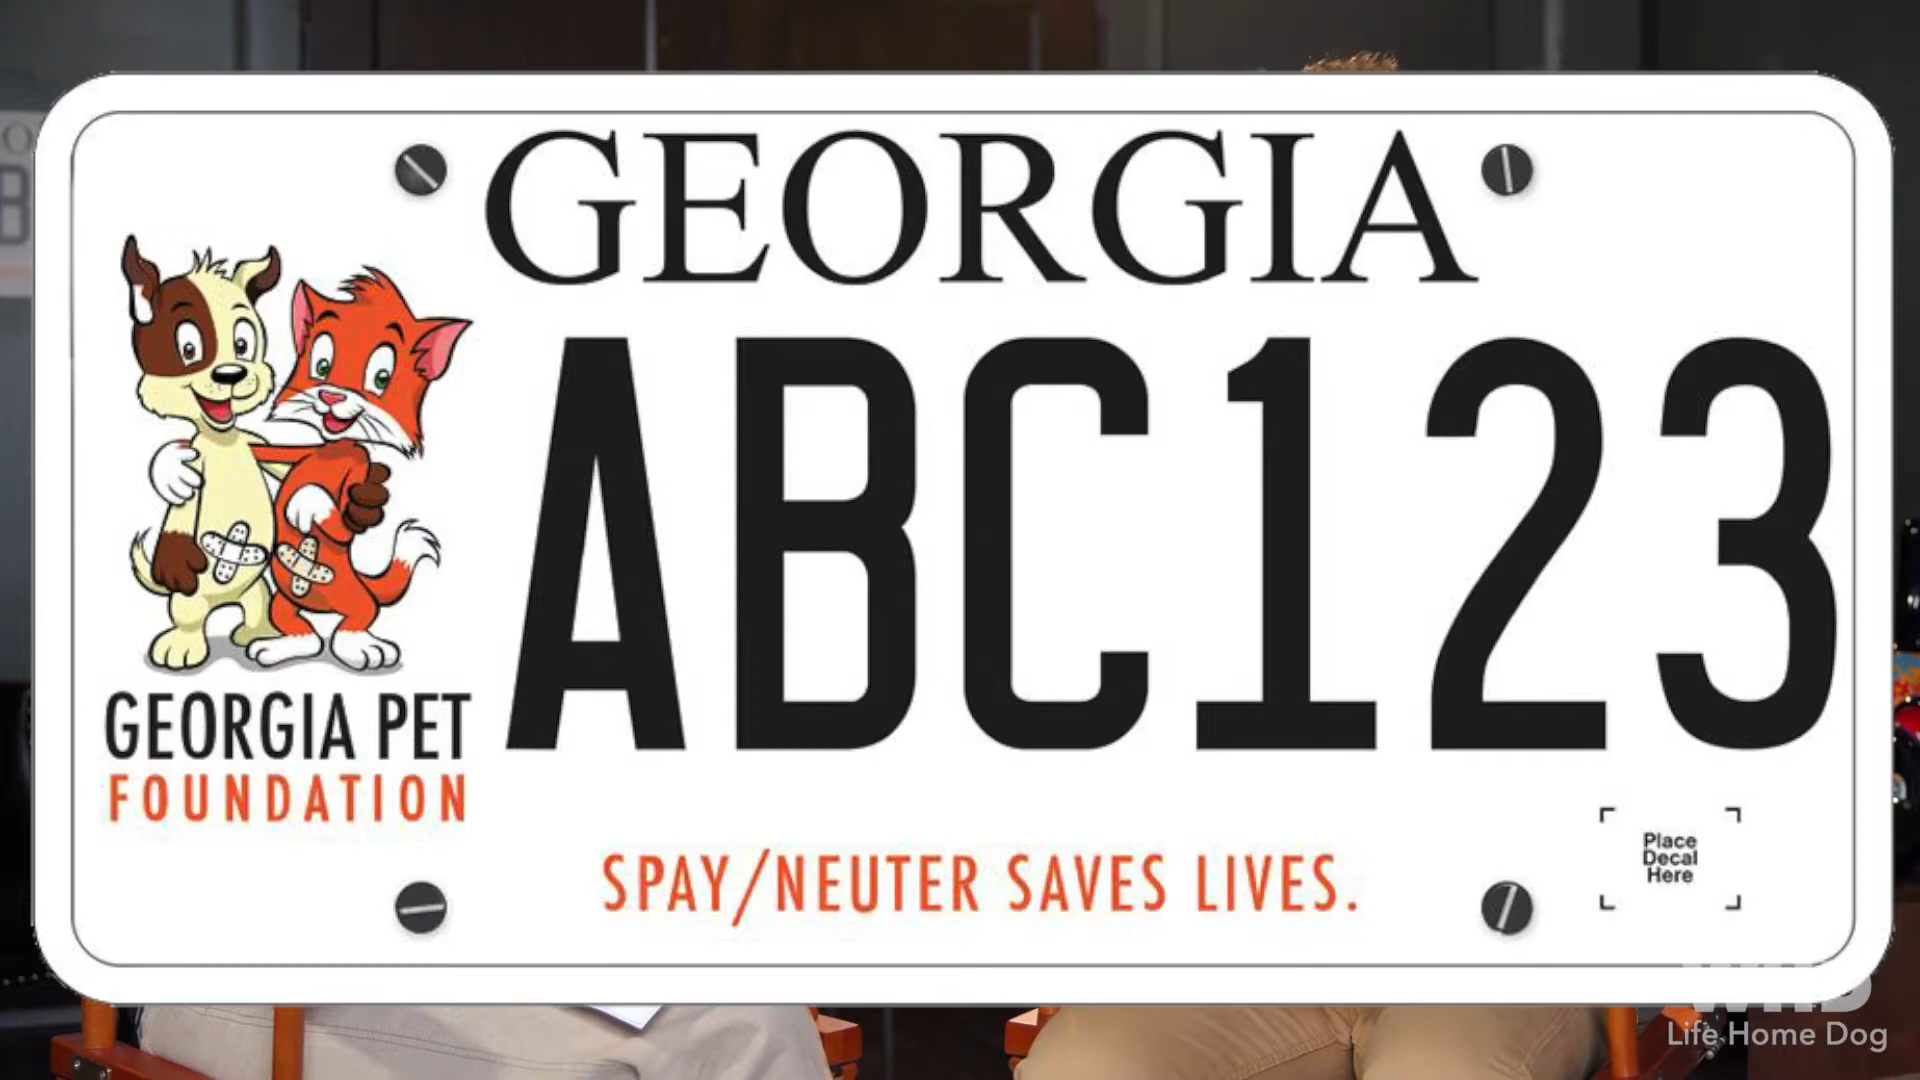 GEORGIA
ABC123
GEORGIA PET
FOUNDATION
SPAY/NEUTER SAVES LIVES.
Place
Decal
Here
Life Home Dog